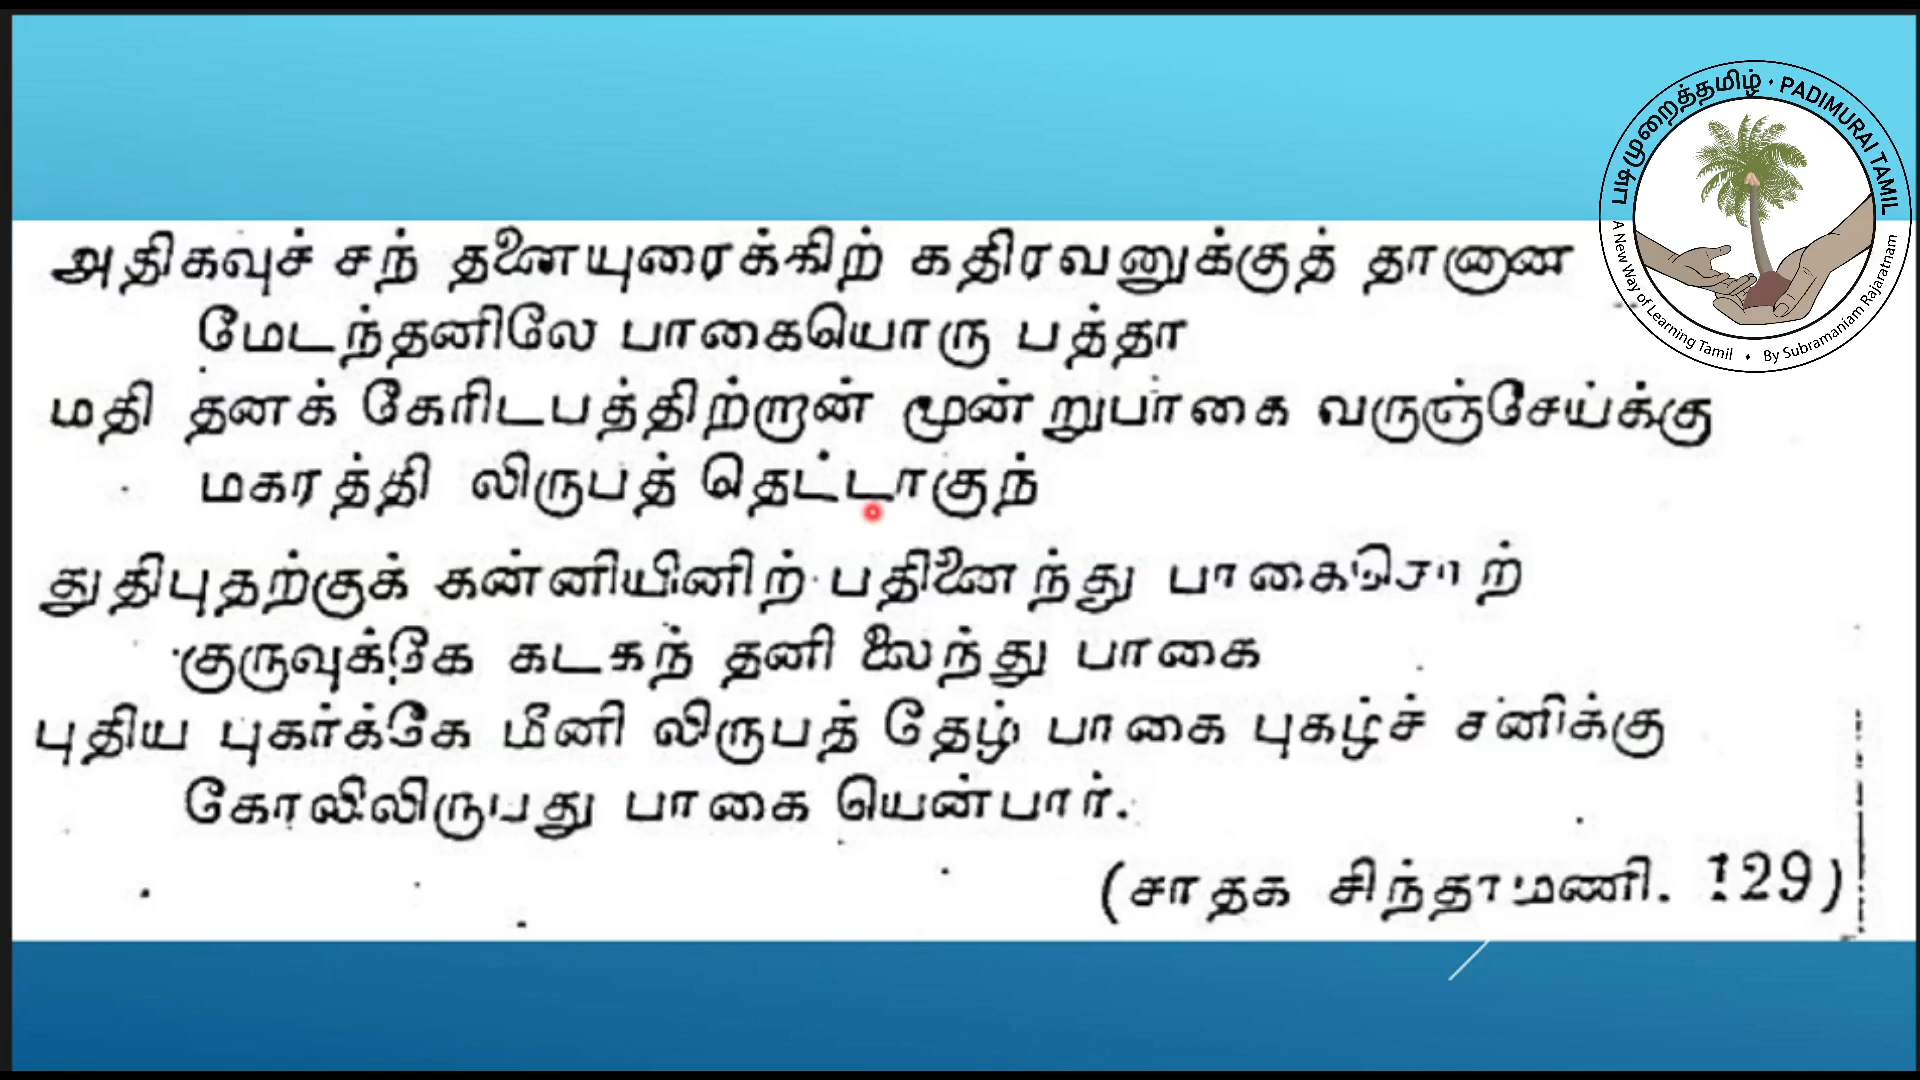 அதிகவுச் சந் தனையுரைக்கிற் கதிரவனுக்குத் தானான
மேடந்தனிலே பாகையொரு பத்தா
மதி தனக் கேரிடபத்திற்றான் மூன்றுபாகை வருஞ்சேய்க்கு
மகரத்தி லிருபத் தெட்டாகுந்
துதிபுதற்குக் கன்னியினிற் பதினைந்து பாகைசொற்
குருவுக்கே கடகந் தனி லைந்து பாகை
புதிய புகர்க்கே மீனி லிருபத் தேழ் பாகை புகழ்ச் சனிக்கு
கோலிலிருபது பாகை யென்பார்.
(சாதக சிந்தாமணி. 129)
படிமுறைத்தமிழ் · PADIMURAI TAMIL
A New Way of Learning Tamil ♦ By Subramaniam Rajaratnam